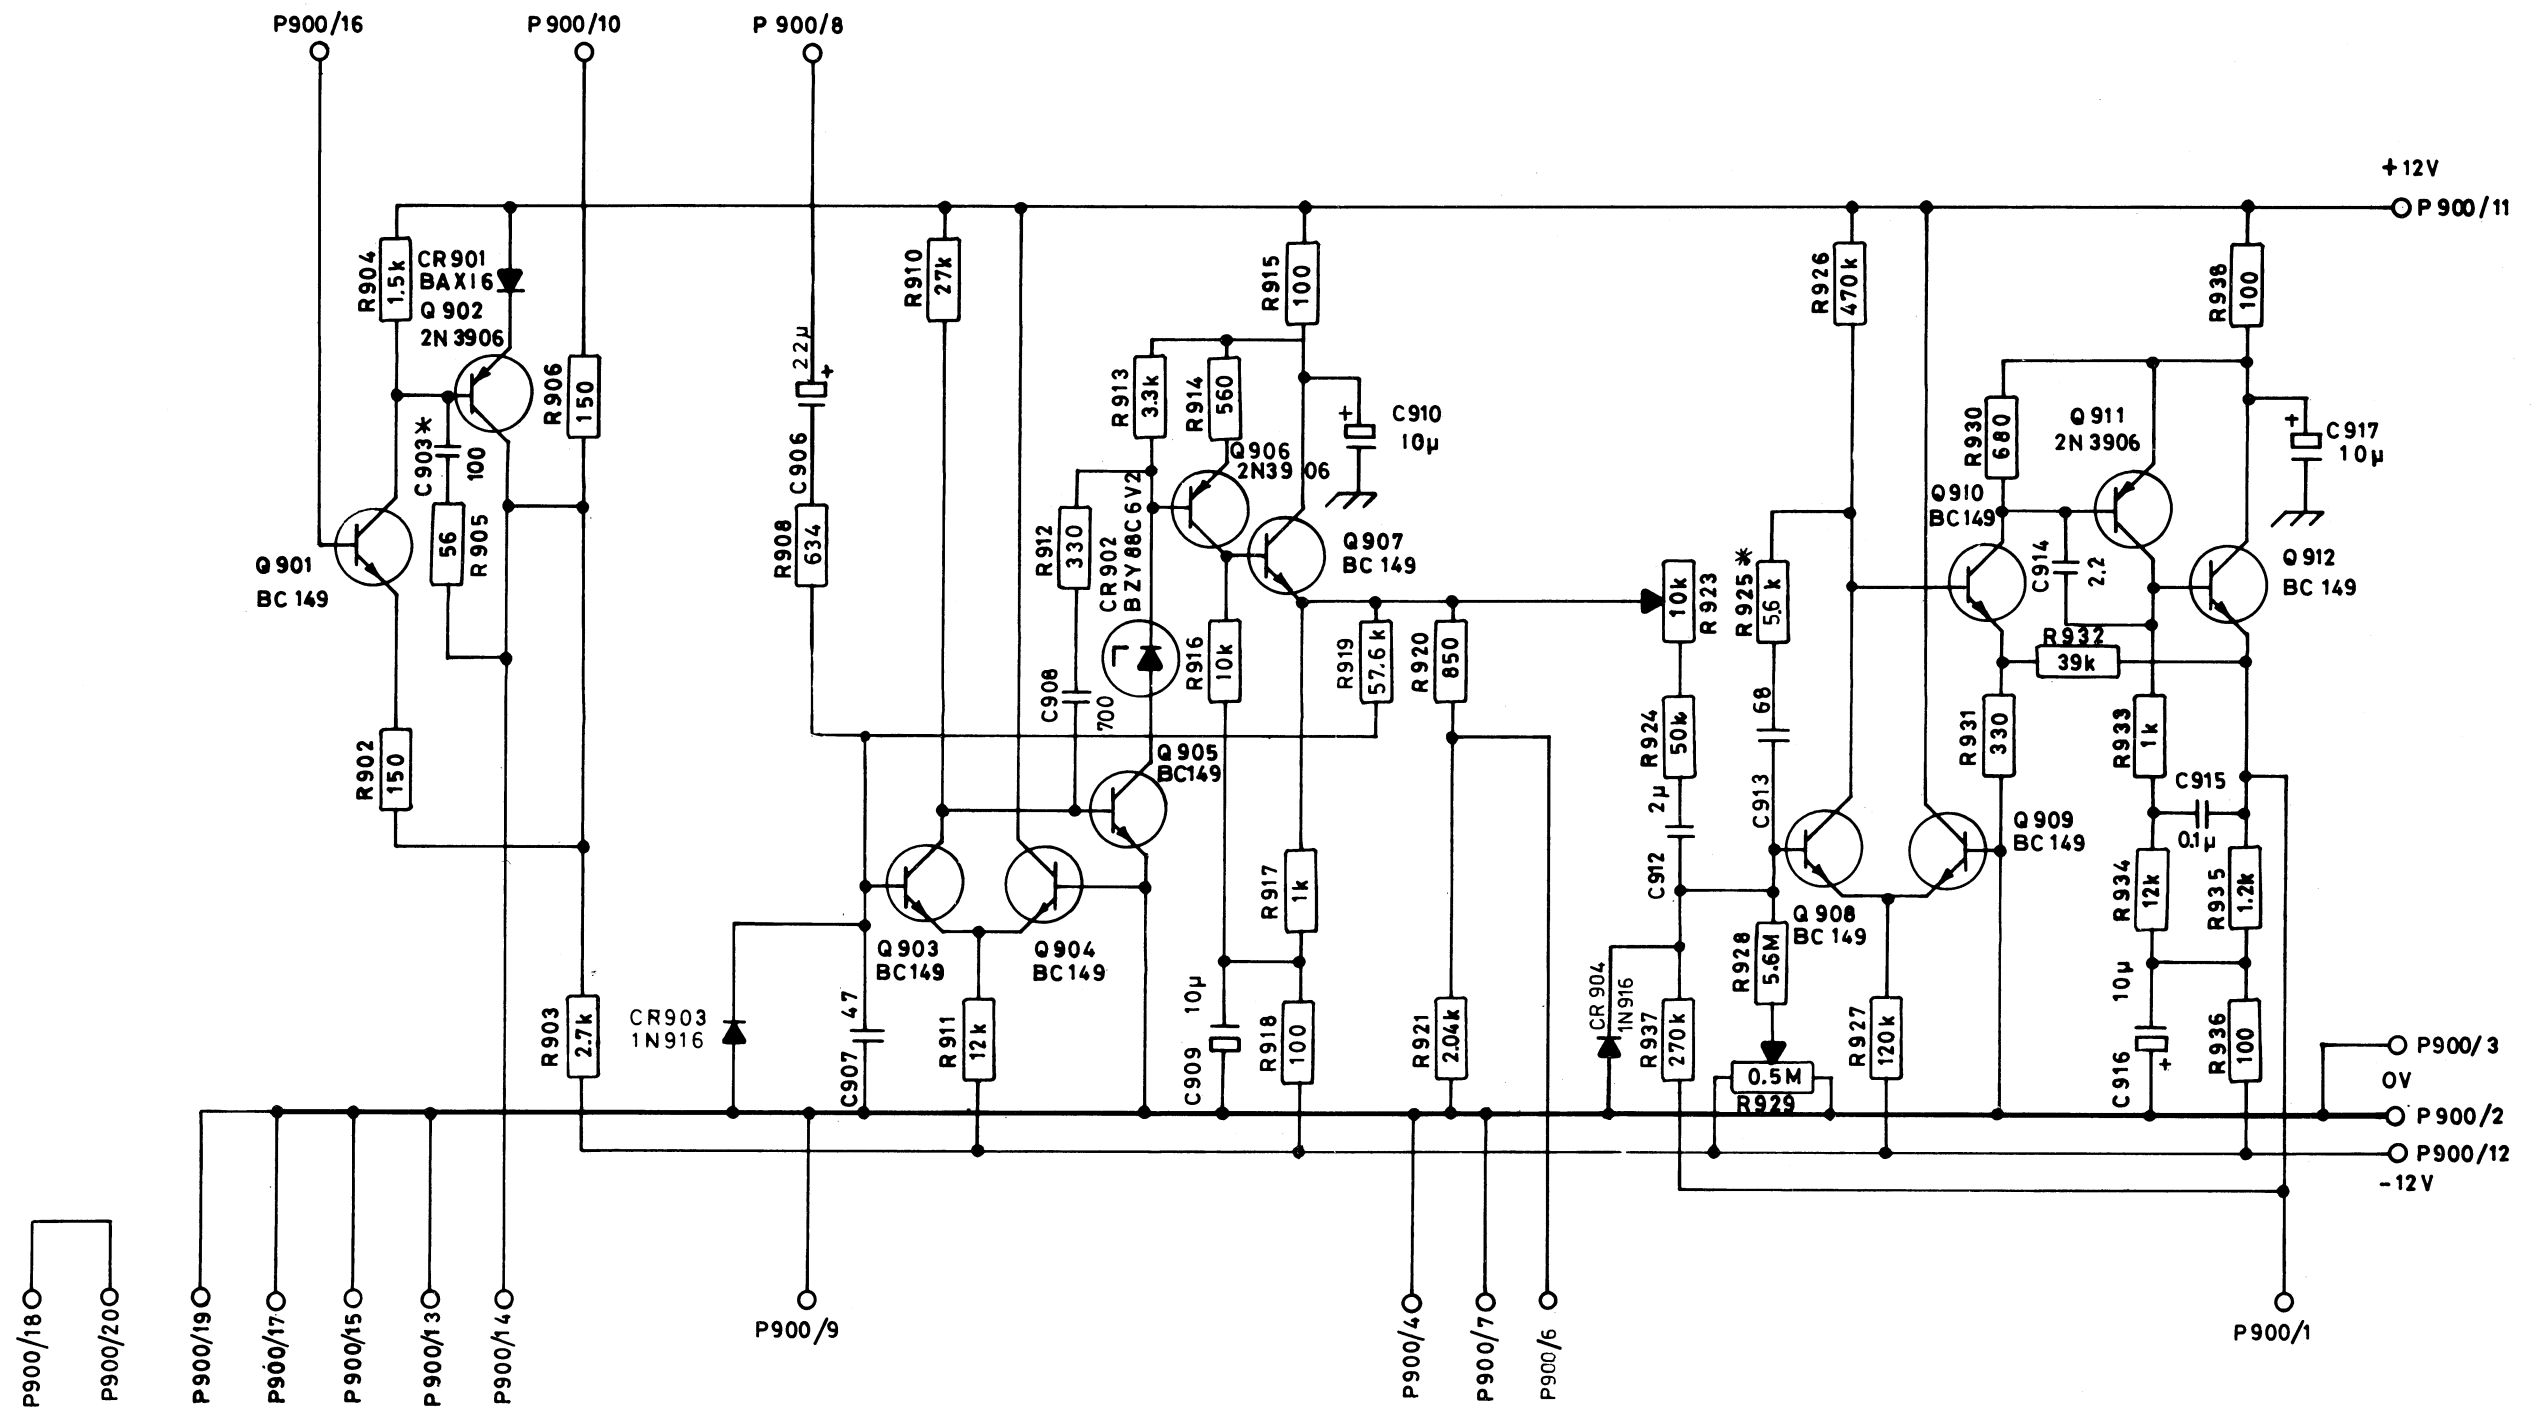 P900/16
P900/10
P 900/8
+12V
P900/11
R904
1.5k
CR901
BAX16
Q902
2N3906
R906
150
C903*
100
56
R905
Q901
BC149
R902
150
R903
2.7k
22µ
+
C906
R908
634
R910
27k
R915
100
R913
3.3k
R914
560
+
C910
10µ
Q906
2N3906
R912
330
CR902
BZY88C6V2
Q907
BC149
R916
10k
C908
700
R919
57.6k
R920
850
Q905
BC149
Q903
BC149
Q904
BC149
CR903
1N916
C907
47
R911
12k
C909
10µ
R917
1k
R918
100
R921
2.04k
10k
R923
R924
50k
2µ
C912
R925*
5.6k
68
C913
R926
470k
Q908
BC149
Q909
BC149
CR904
1N916
R937
270k
R928
5.6M
0.5M
R929
R927
120k
R930
680
Q910
BC149
Q911
2N3906
C914
2.2
R932
39k
R931
330
R933
1k
C915
0.1µ
R934
12k
R935
1.2k
10µ
C916
+
R936
100
R938
100
+
C917
10µ
Q912
BC149
P900/3
0V
P900/2
P900/12
-12V
P900/18
P900/20
P900/19
P900/17
P900/15
P900/13
P900/14
P900/9
P900/4
P900/7
P900/6
P900/1